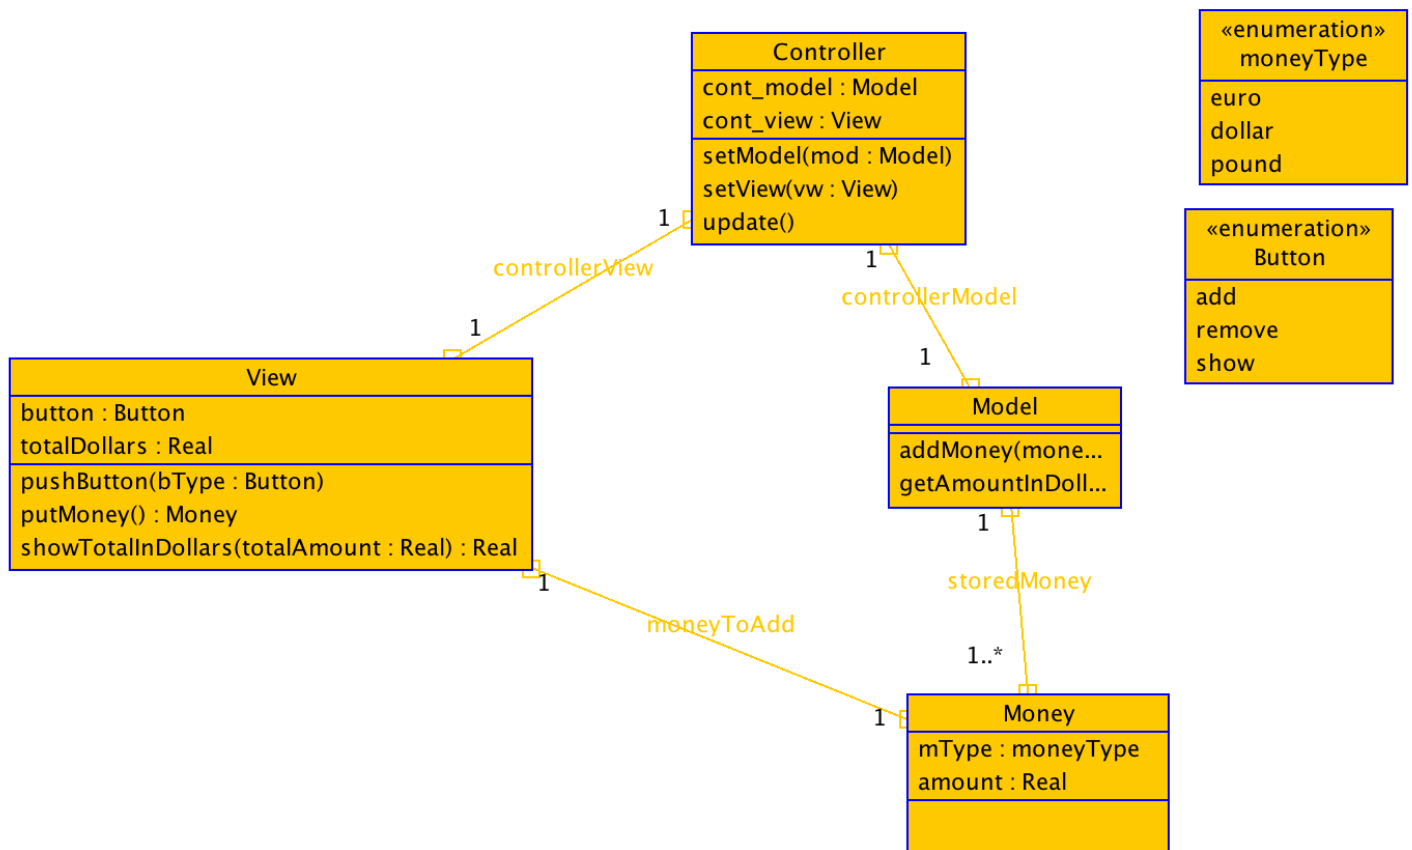 Controller
cont_model : Model
cont_view : View
setModel(mod : Model)
setView(vw : View)
update()
«enumeration»
moneyType
euro
dollar
pound
«enumeration»
Button
add
remove
show
1
controllerView
1
1
controllerModel
1
View
button : Button
totalDollars : Real
pushButton(bType : Button)
putMoney() : Money
showTotalInDollars(totalAmount : Real) : Real
Model
addMoney(mone...
getAmountInDoll...
1
storedMoney
1..*
1
moneyToAdd
1
Money
mType : moneyType
amount : Real